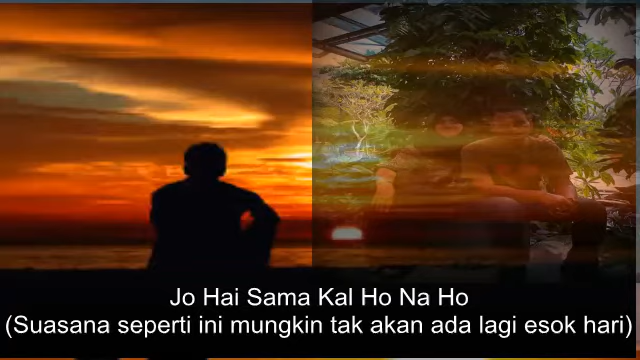 Jo Hai Sama Kal Ho Na Ho
(Suasana seperti ini mungkin tak akan ada lagi esok hari)